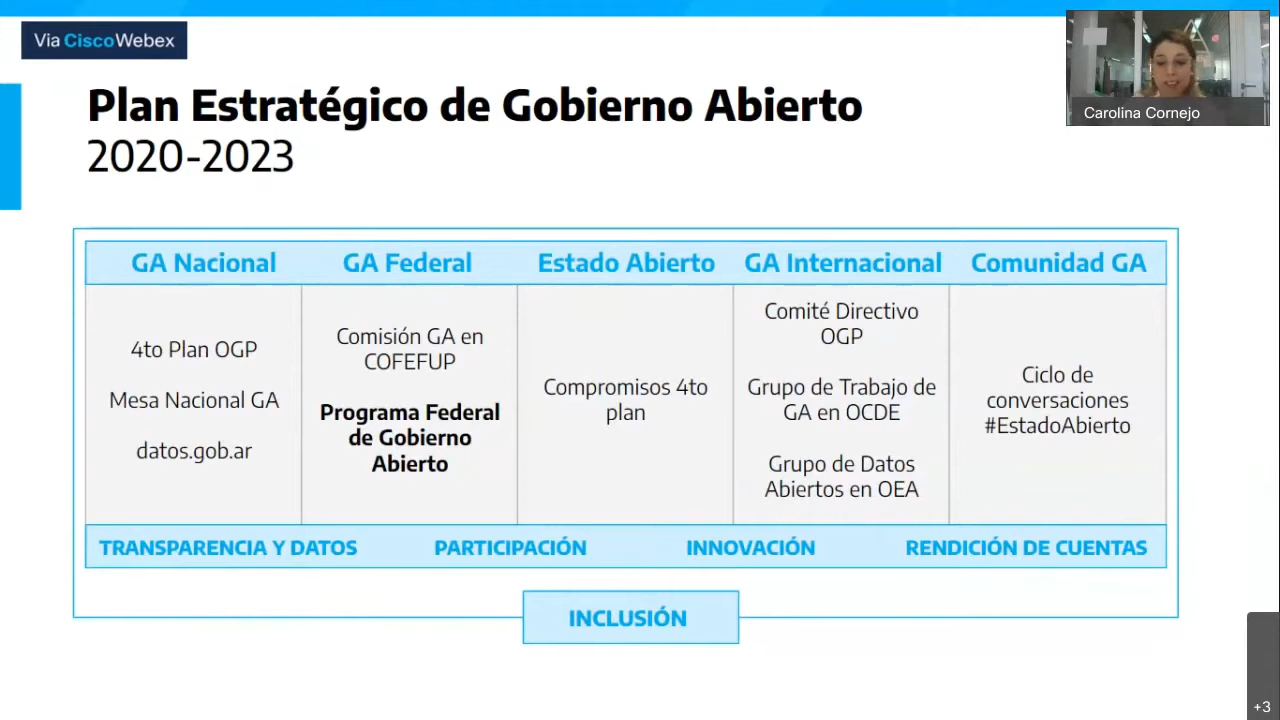 Via CiscoWebex
Carolina Cornejo
Plan Estratégico de Gobierno Abierto
2020-2023
GA Nacional
GA Federal
Estado Abierto
GA Internacional
Comunidad GA
4to Plan OGP
Mesa Nacional GA
datos.gob.ar
Comisión GA en
COFEFUP
Programa Federal
de Gobierno
Abierto
Compromisos 4to
plan
Comité Directivo
OGP
Grupo de Trabajo de
GA en OCDE
Grupo de Datos
Abiertos en OEA
Ciclo de
conversaciones
#EstadoAbierto
TRANSPARENCIA Y DATOS
PARTICIPACIÓN
INNOVACIÓN
RENDICIÓN DE CUENTAS
INCLUSIÓN
+3